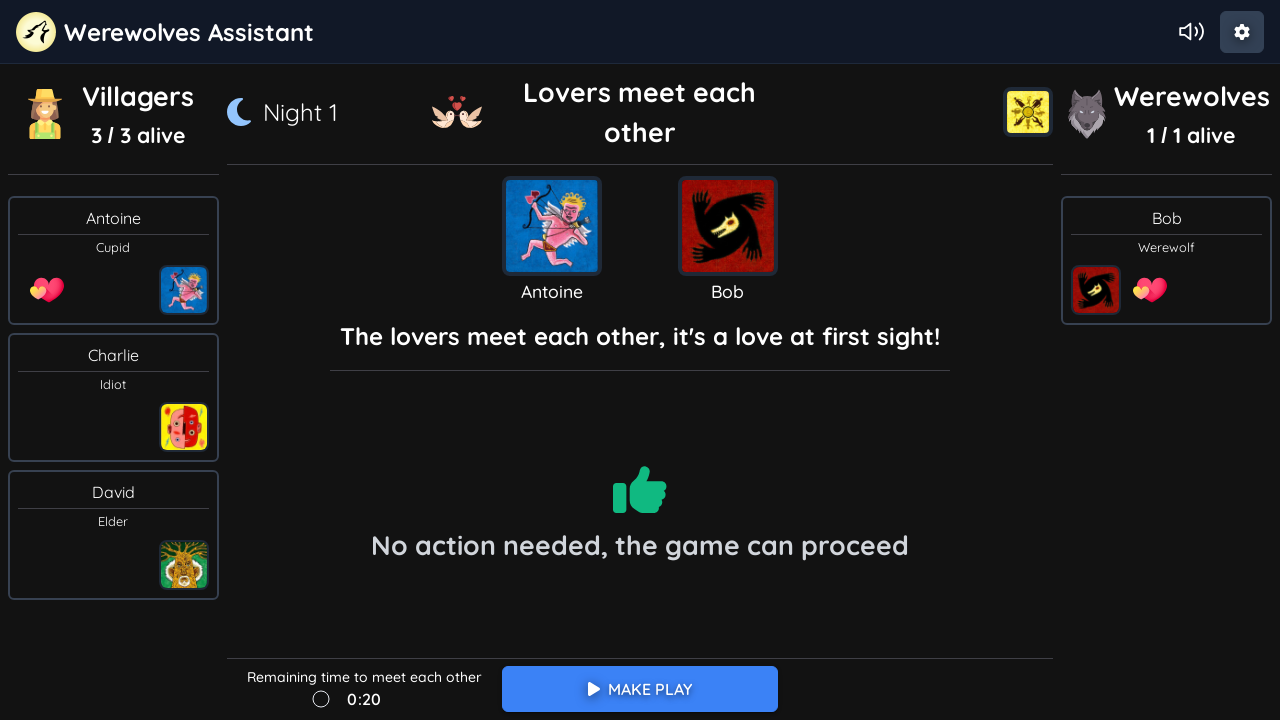 Werewolves Assistant
Villagers
3 / 3 alive
Night 1
Lovers meet each
other
Werewolves
1 / 1 alive
Antoine
Cupid
Charlie
Idiot
David
Elder
Antoine
Bob
The lovers meet each other, it's a love at first sight!
No action needed, the game can proceed
Remaining time to meet each other
0:20
MAKE PLAY
Bob
Werewolf